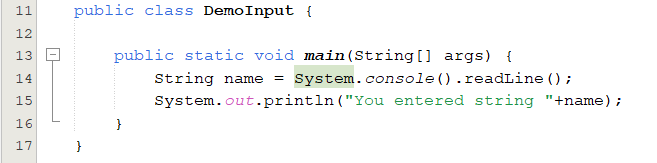 11 public class DemoInput {
12
13 public static void main(String[] args) {
14 String name = System.console().readLine();
15 System.out.println("You entered string "+name);
16 }
17 }